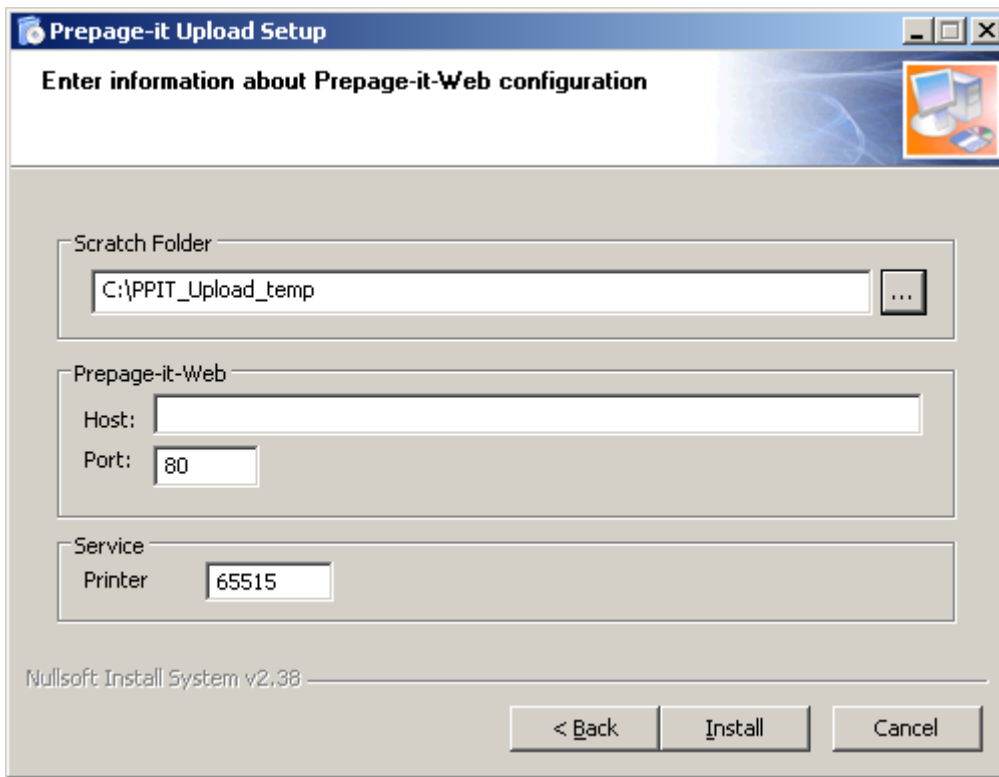 Prepage-it Upload Setup
Enter information about Prepage-it-Web configuration
Scratch Folder
C:\PPIT_Upload_temp
...
Prepage-it-Web
Host:
Port: 80
Service
Printer 65515
Nullsoft Install System v2.38
< Back Install Cancel